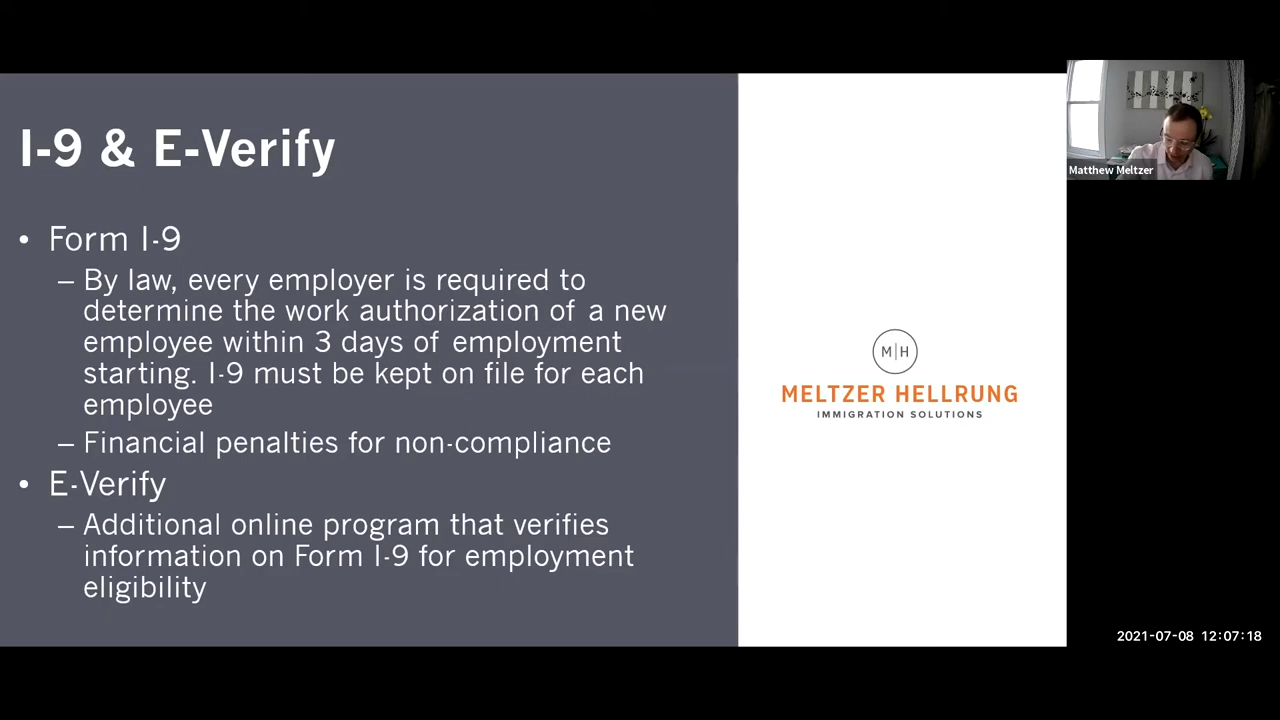 I-9 & E-Verify
• Form I-9
– By law, every employer is required to
determine the work authorization of a new
employee within 3 days of employment
starting. I-9 must be kept on file for each
employee
– Financial penalties for non-compliance
• E-Verify
– Additional online program that verifies
information on Form I-9 for employment
eligibility
M|H
MELTZER HELLRUNG
IMMIGRATION SOLUTIONS
Matthew Meltzer
2021-07-08 12:07:18